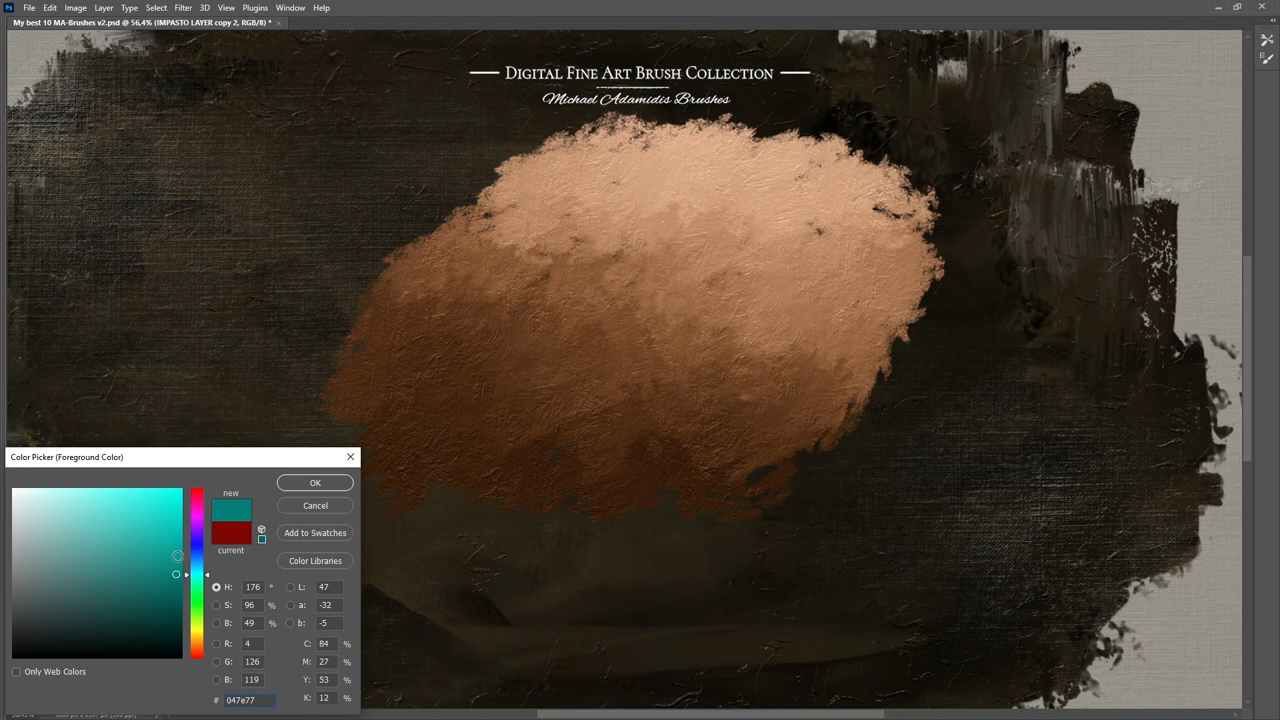 Ps File Edit Image Layer Type Select Filter 3D View Plugins Window Help
My best 10 MA-Brushes v2.psd @ 56,4% (IMPASTO LAYER copy 2, RGB/8) *
DIGITAL FINE ART BRUSH COLLECTION
Michael Adamidis Brushes
Color Picker (Foreground Color)
new
current
OK
Cancel
Add to Swatches
Color Libraries
H: 176 ° L: 47
S: 96 % a: -32
B: 49 % b: -5
R: 4 C: 84 %
G: 126 M: 27 %
B: 119 Y: 53 %
# 047e77 K: 12 %
Only Web Colors